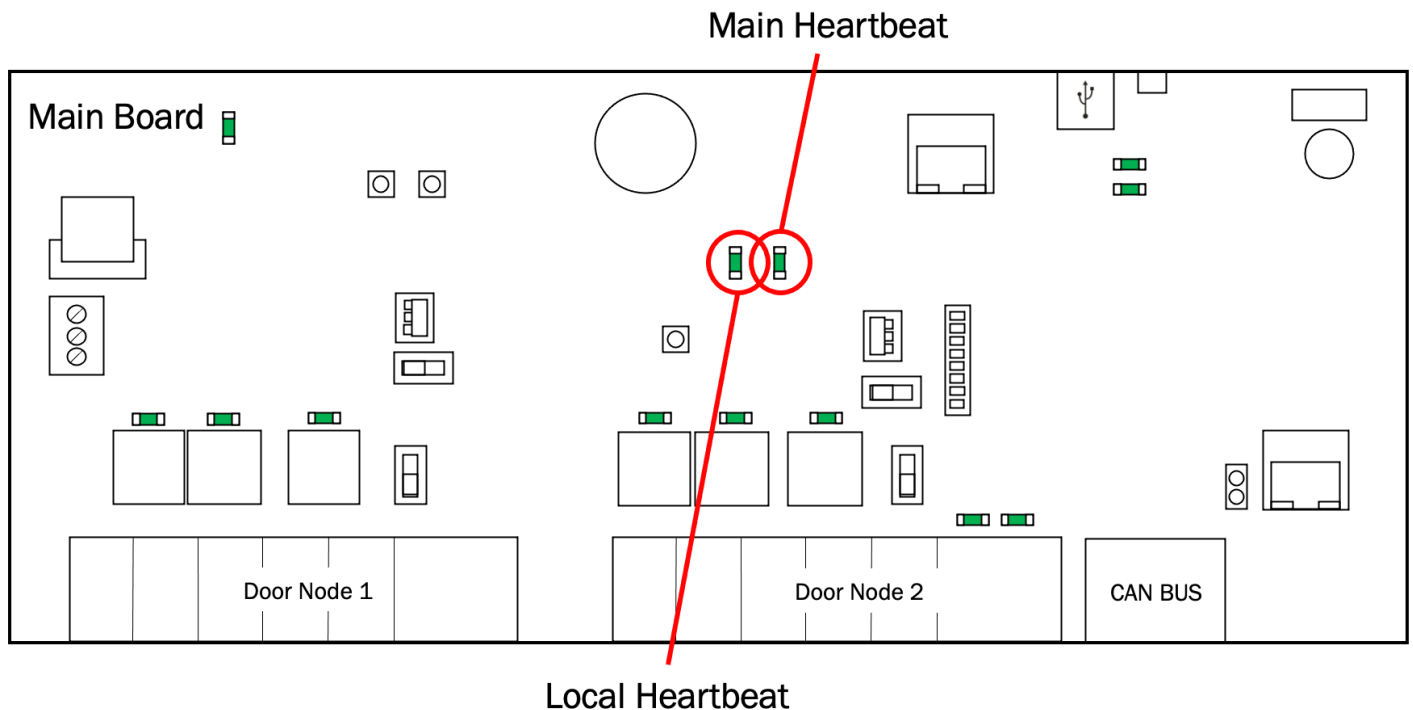 Main Heartbeat
Main Board
Door Node 1
Door Node 2
CAN BUS
Local Heartbeat